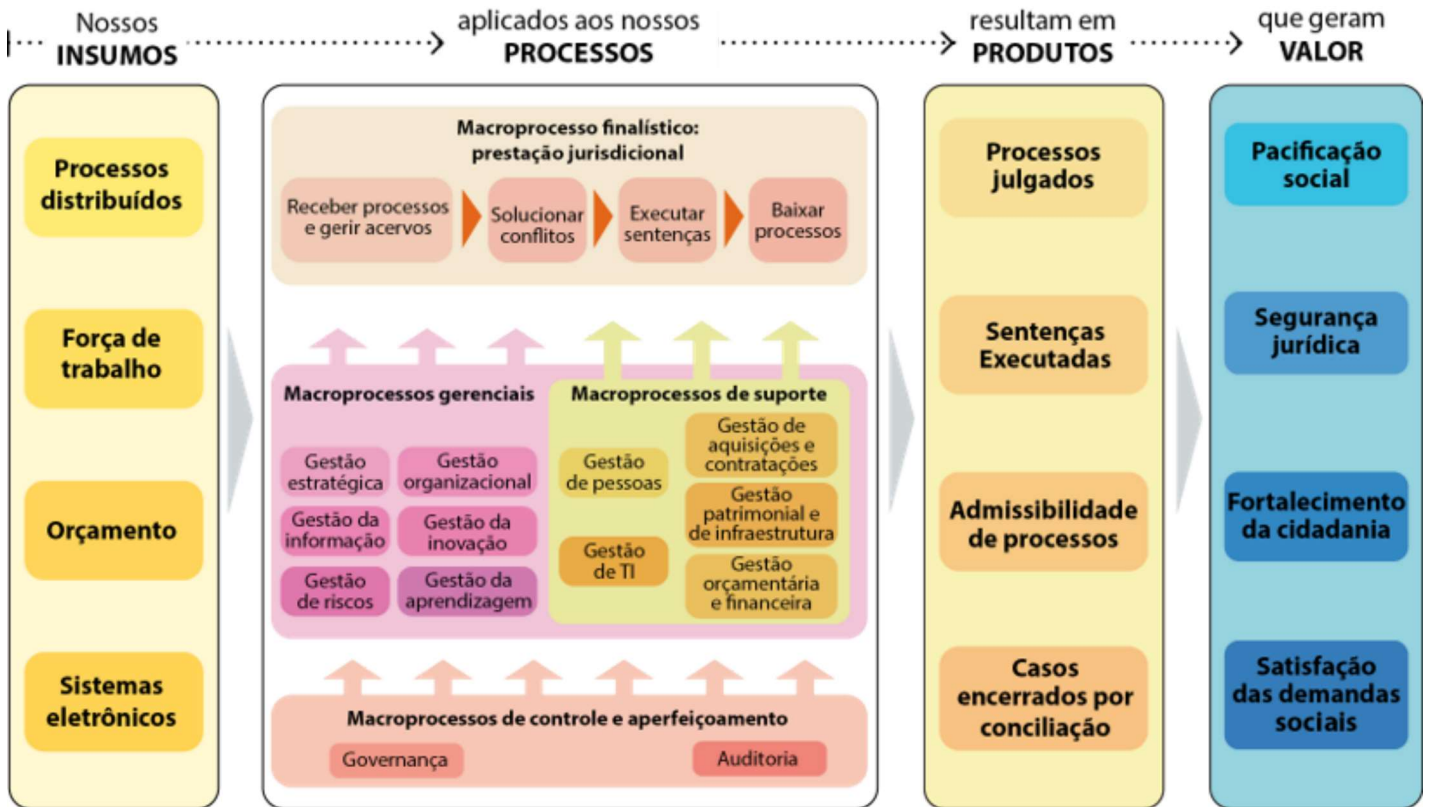 Nossos
INSUMOS
aplicados aos nossos
PROCESSOS
resultam em
PRODUTOS
que geram
VALOR
Processos
distribuídos
Força de
trabalho
Orçamento
Sistemas
eletrônicos
Macroprocesso finalístico:
prestação jurisdicional
Receber processos
e gerir acervos
Solucionar
conflitos
Executar
sentenças
Baixar
processos
Macroprocessos gerenciais
Gestão
estratégica
Gestão
organizacional
Gestão da
informação
Gestão da
inovação
Gestão
de riscos
Gestão da
aprendizagem
Macroprocessos de suporte
Gestão
de pessoas
Gestão
de TI
Gestão de
aquisições e
contratações
Gestão
patrimonial e
de infraestrutura
Gestão
orçamentária
e financeira
Macroprocessos de controle e aperfeiçoamento
Governança
Auditoria
Processos
julgados
Sentenças
Executadas
Admissibilidade
de processos
Casos
encerrados por
conciliação
Pacificação
social
Segurança
jurídica
Fortalecimento
da cidadania
Satisfação
das demandas
sociais